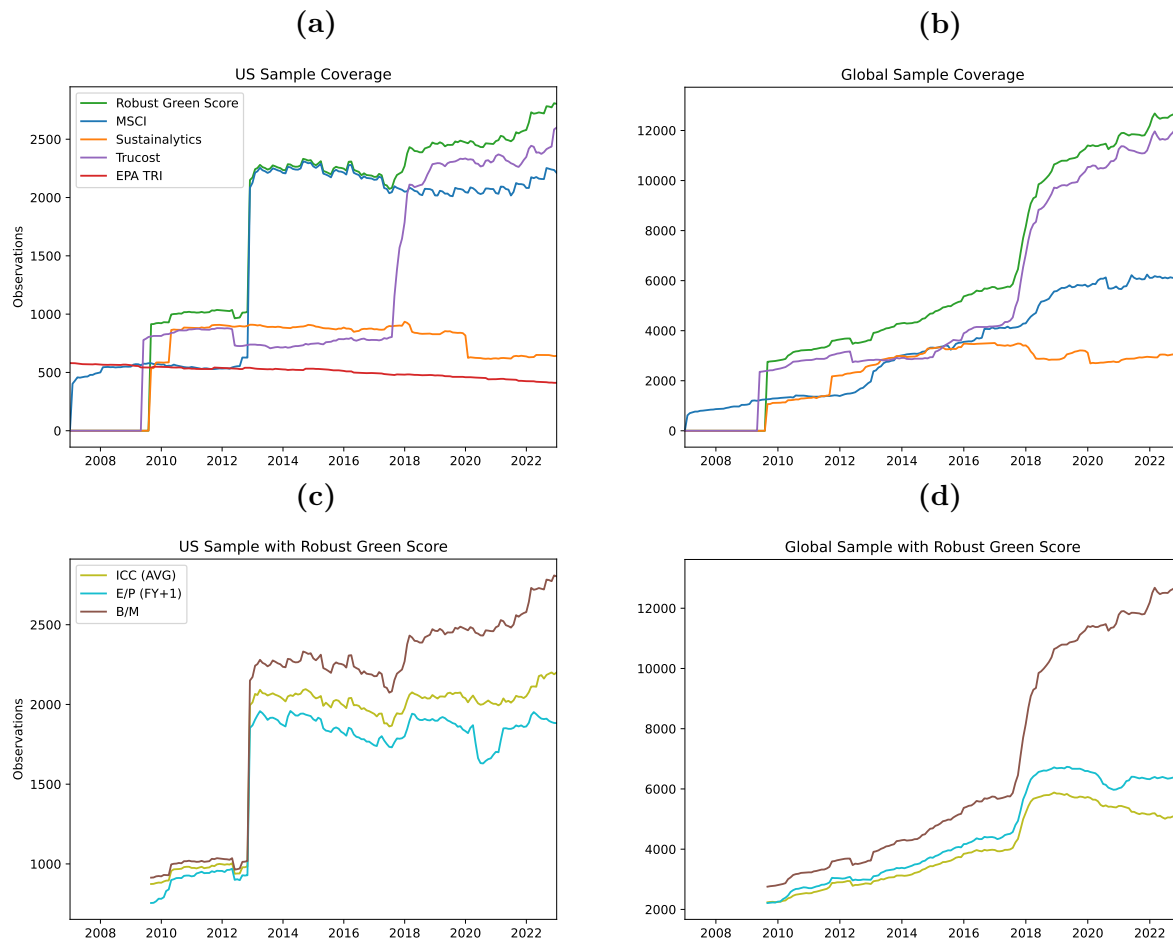 (a)
US Sample Coverage
Robust Green Score
MSCI
Sustainalytics
Trucost
EPA TRI
Observations
2500
2000
1500
1000
500
0
2008 2010 2012 2014 2016 2018 2020 2022
(b)
Global Sample Coverage
12000
10000
8000
6000
4000
2000
0
2008 2010 2012 2014 2016 2018 2020 2022
(c)
US Sample with Robust Green Score
ICC (AVG)
E/P (FY+1)
B/M
Observations
2500
2000
1500
1000
2008 2010 2012 2014 2016 2018 2020 2022
(d)
Global Sample with Robust Green Score
12000
10000
8000
6000
4000
2000
2008 2010 2012 2014 2016 2018 2020 2022